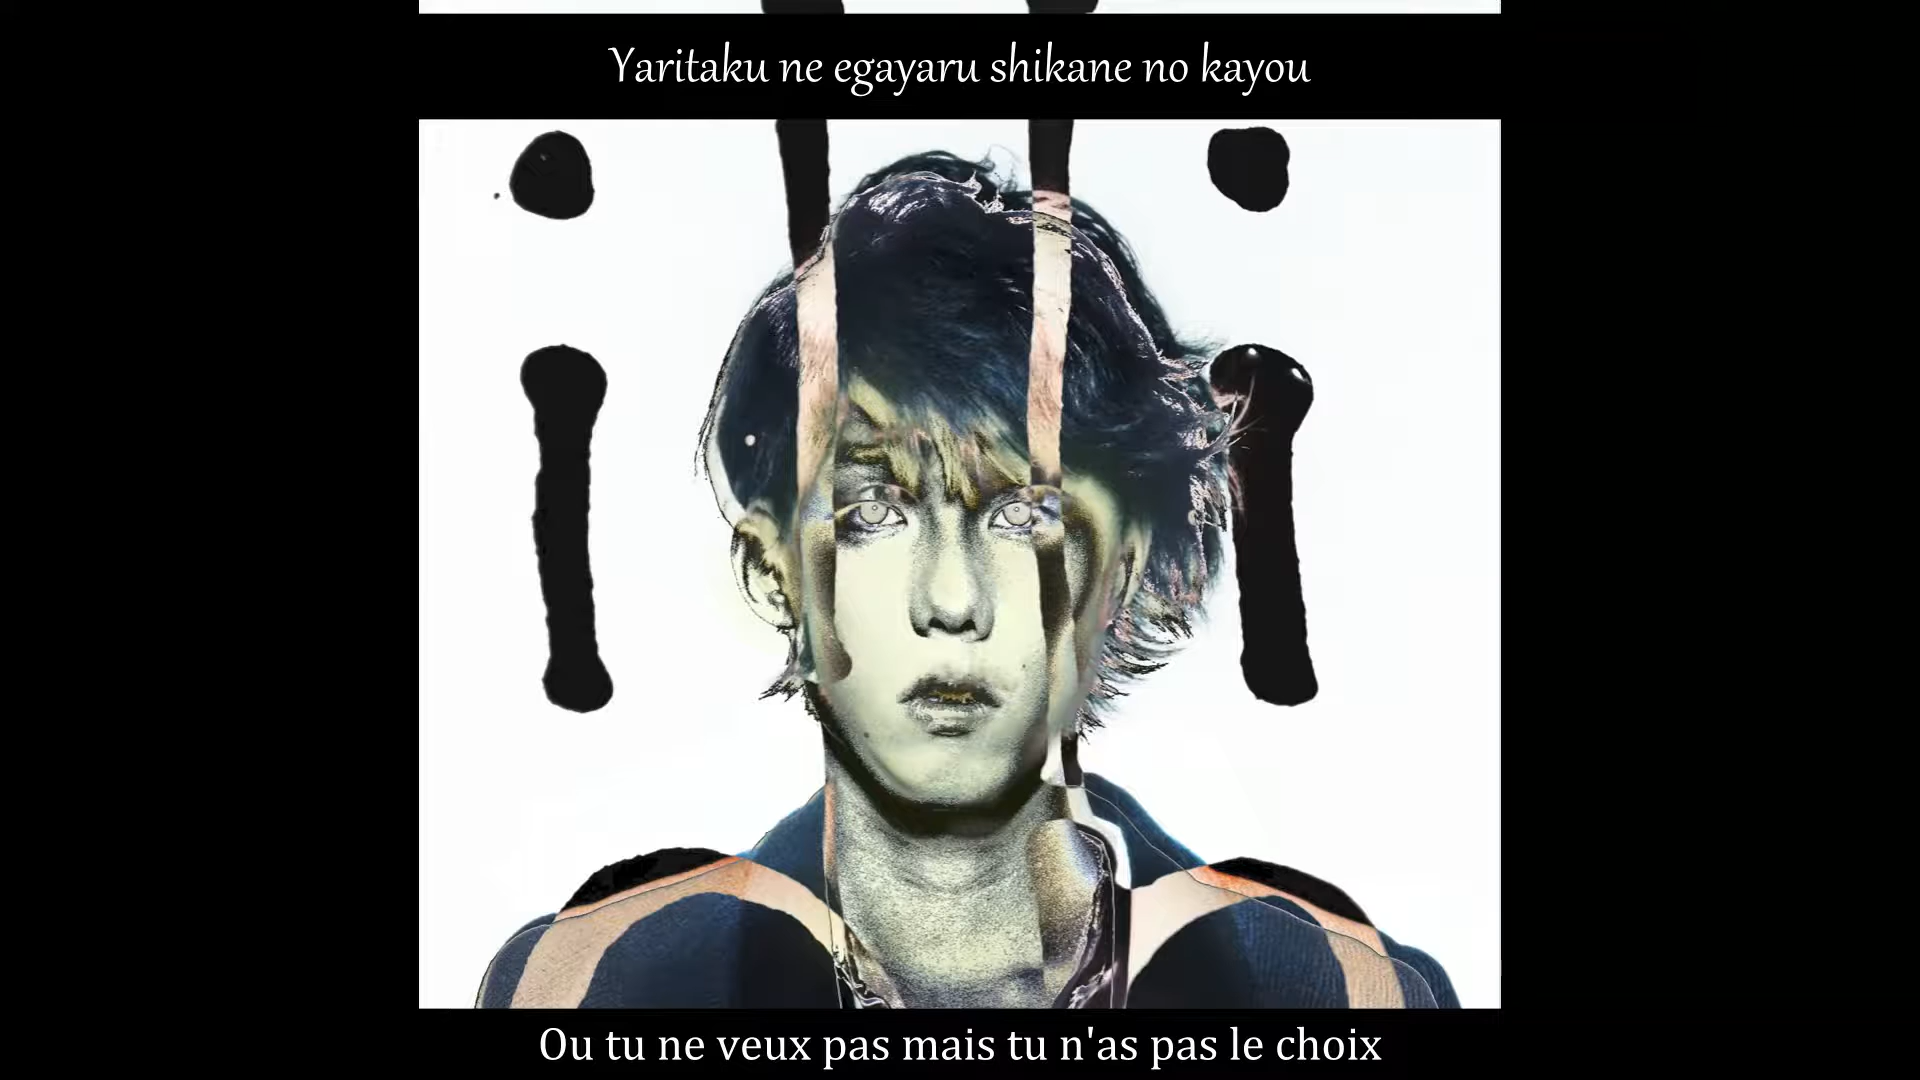 Yaritaku ne egayaru shikane no kayou
Ou tu ne veux pas mais tu n'as pas le choix